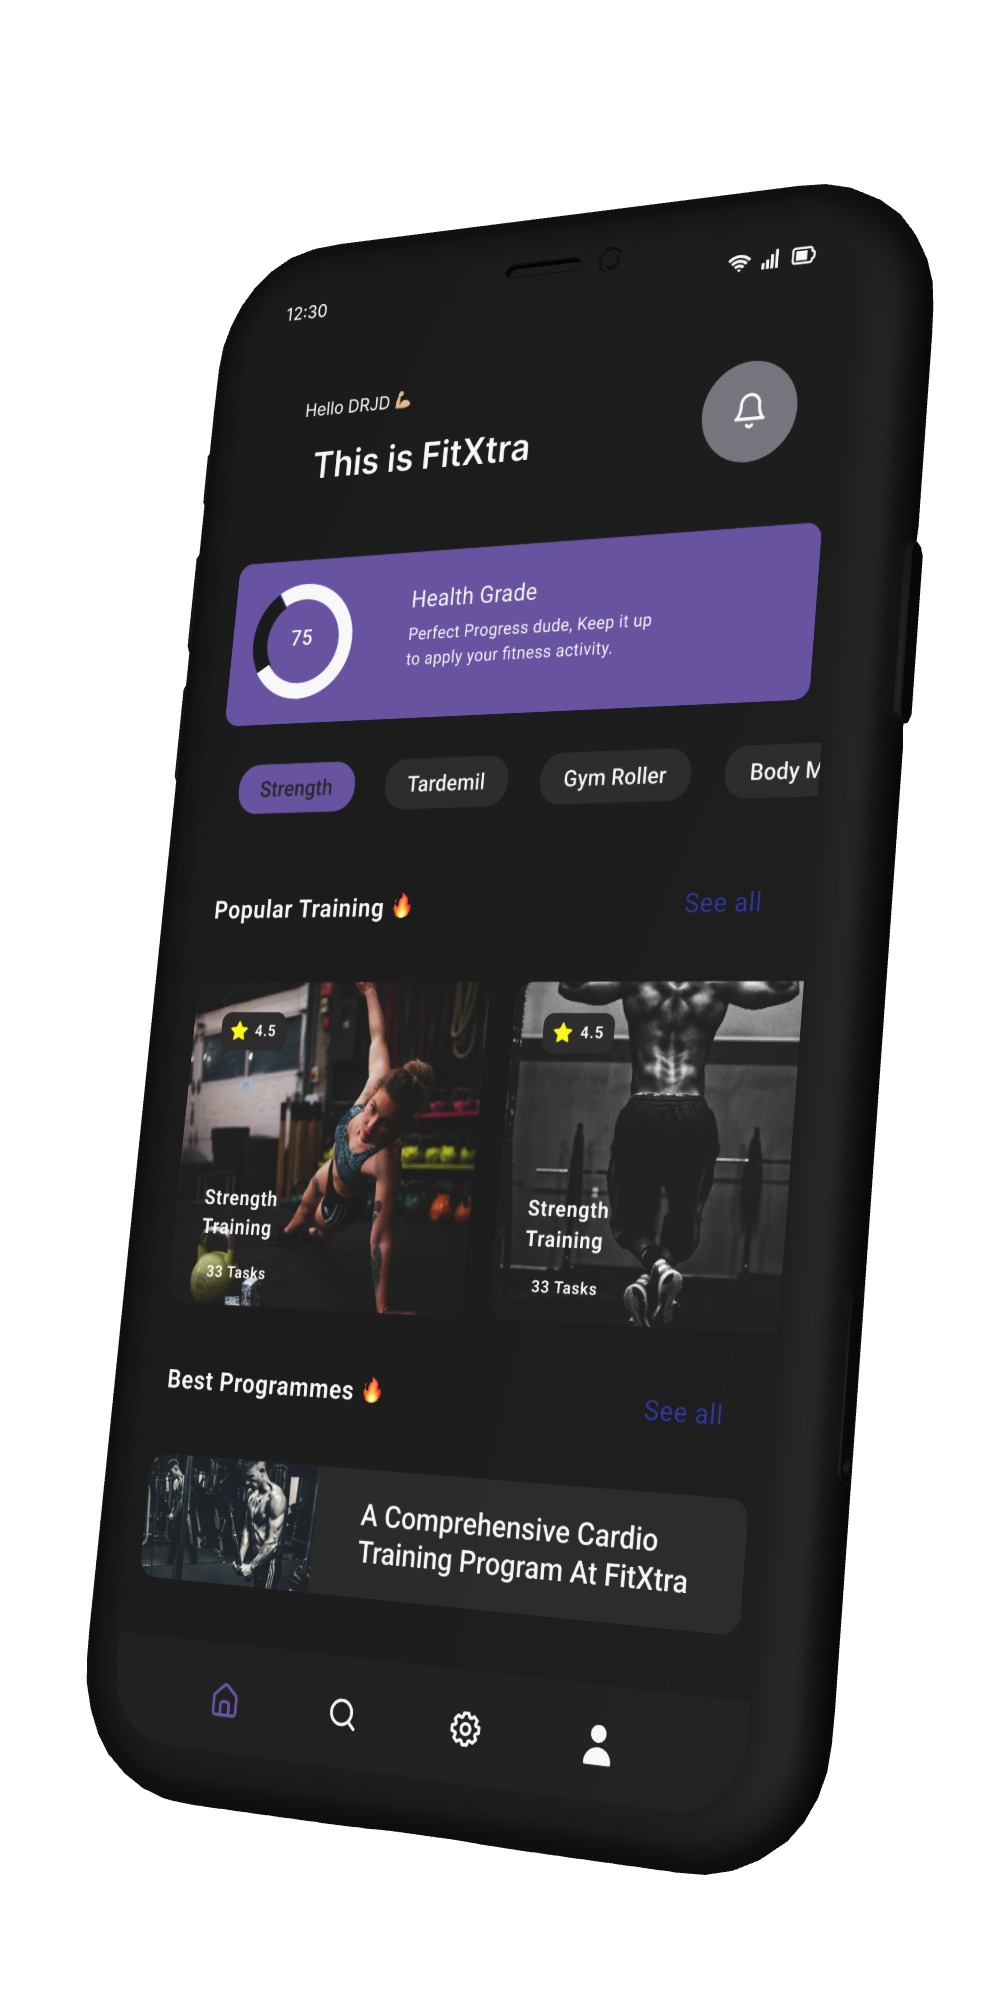 12:30
Hello DRJD 💪🏼
This is FitXtra
75
Health Grade
Perfect Progress dude, Keep it up
to apply your fitness activity.
Strength
Tardemil
Gym Roller
Body M
Popular Training 🔥
See all
4.5
Strength
Training
33 Tasks
4.5
Strength
Training
33 Tasks
Best Programmes 🔥
See all
A Comprehensive Cardio
Training Program At FitXtra